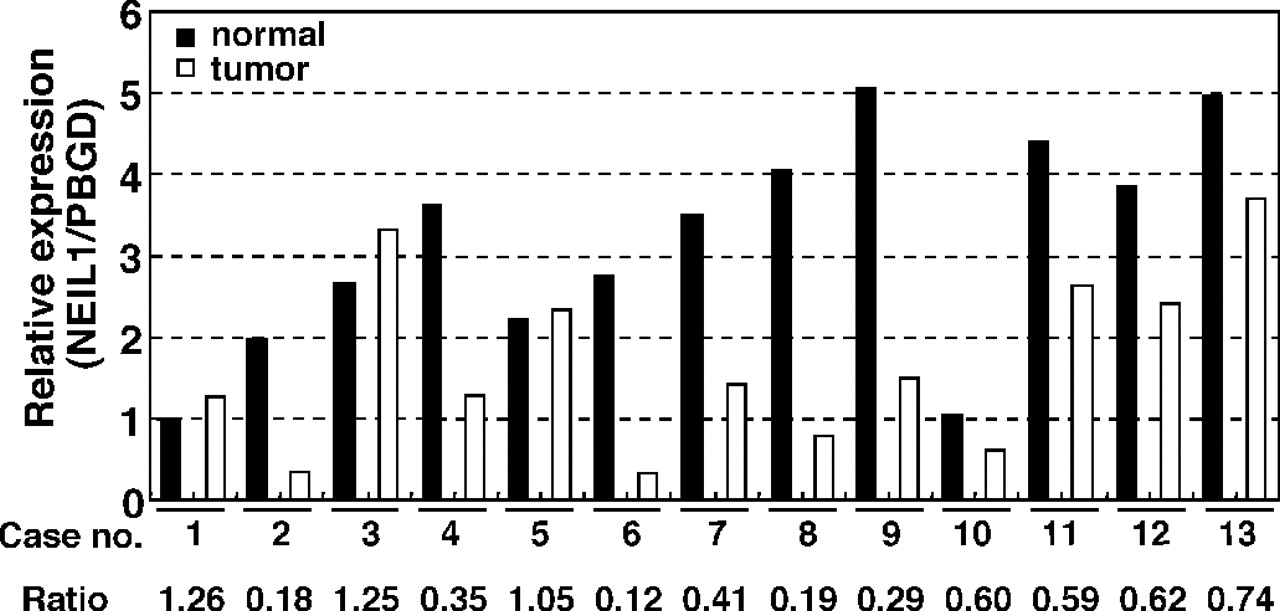 6
normal
tumor
5
4
3
2
1
0
Relative expression
(NEIL1/PBGD)
Case no. 1 2 3 4 5 6 7 8 9 10 11 12 13
Ratio 1.26 0.18 1.25 0.35 1.05 0.12 0.41 0.19 0.29 0.60 0.59 0.62 0.74